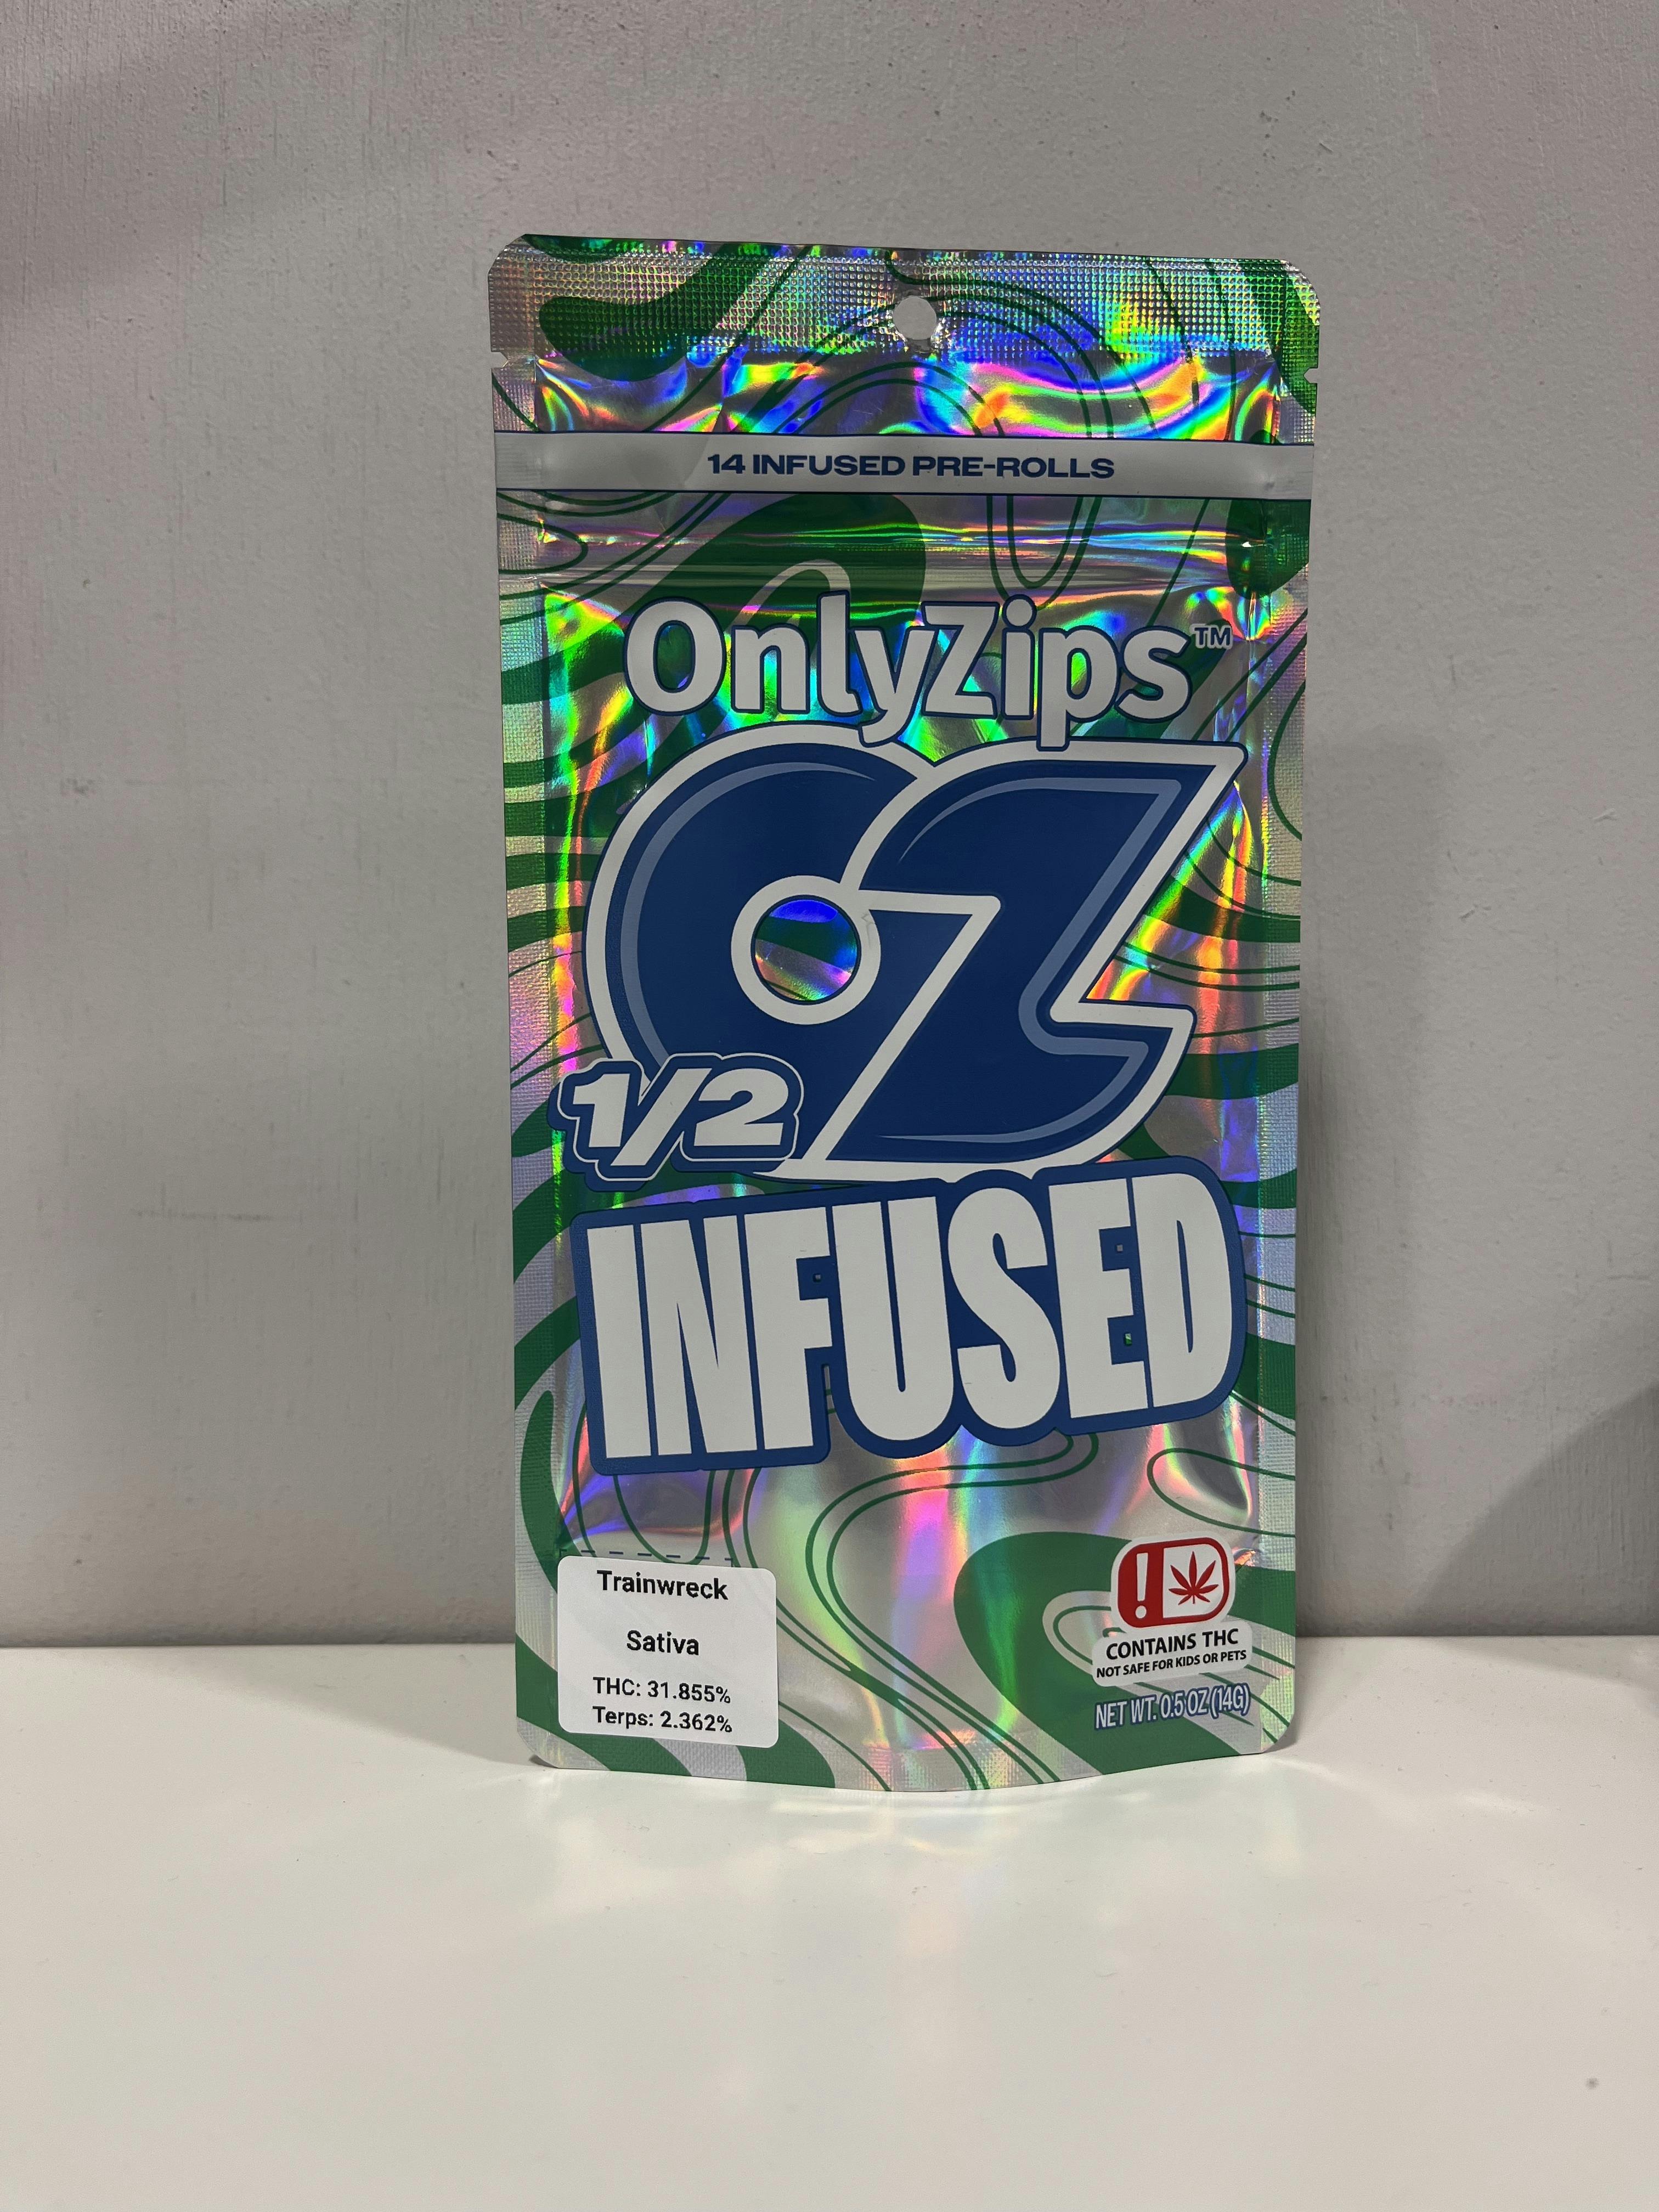 14 INFUSED PRE-ROLLS
OnlyZips™
OZ
1/2
INFUSED
Trainwreck
Sativa
THC: 31.855%
Terps: 2.362%
!
CONTAINS THC
NOT SAFE FOR KIDS OR PETS
NET WT. 0.5 OZ (14G)